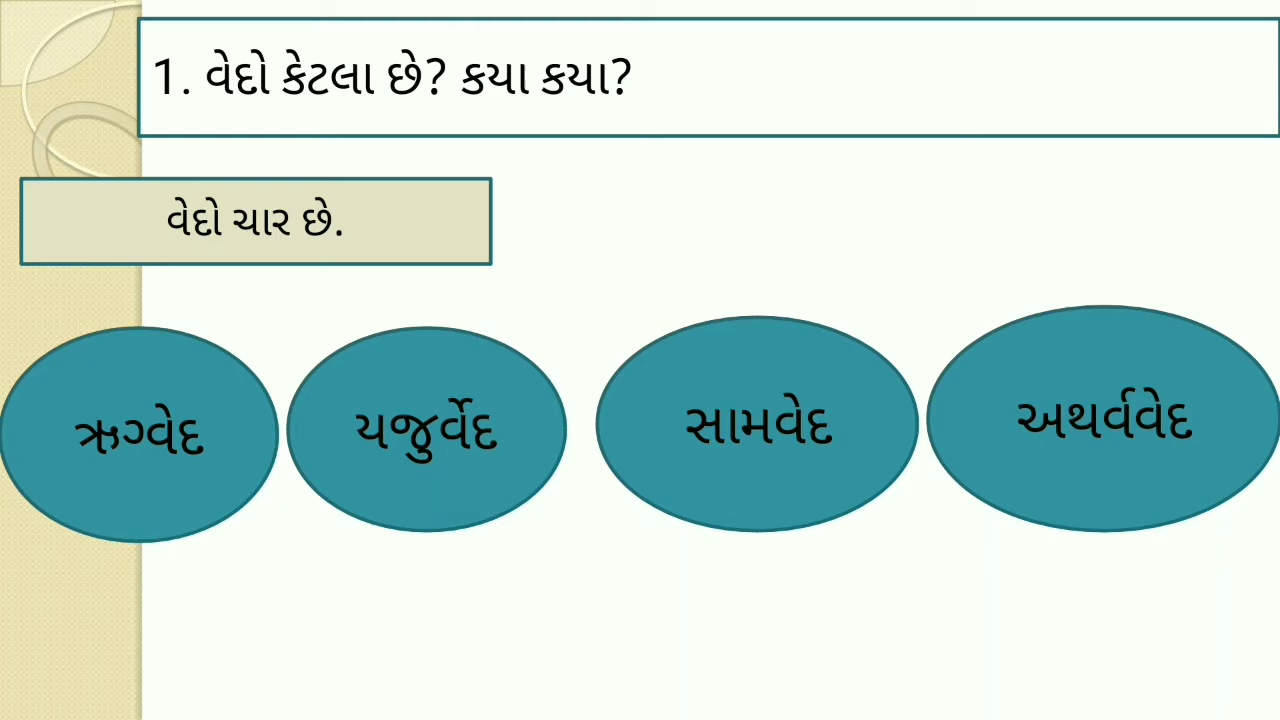 1. વેદો કેટલા છે? કયા કયા?
વેદો ચાર છે.
ઋગ્વેદ
યજુર્વેદ
સામવેદ
અથર્વવેદ